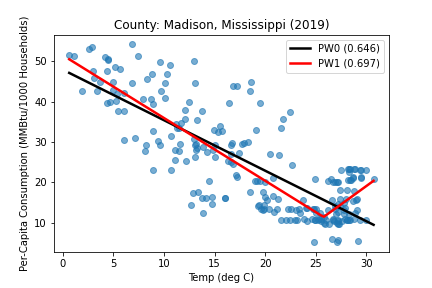 County: Madison, Mississippi (2019)
PW0 (0.646)
PW1 (0.697)
Per-Capita Consumption (MMBtu/1000 Households)
50
40
30
20
10
0 5 10 15 20 25 30
Temp (deg C)